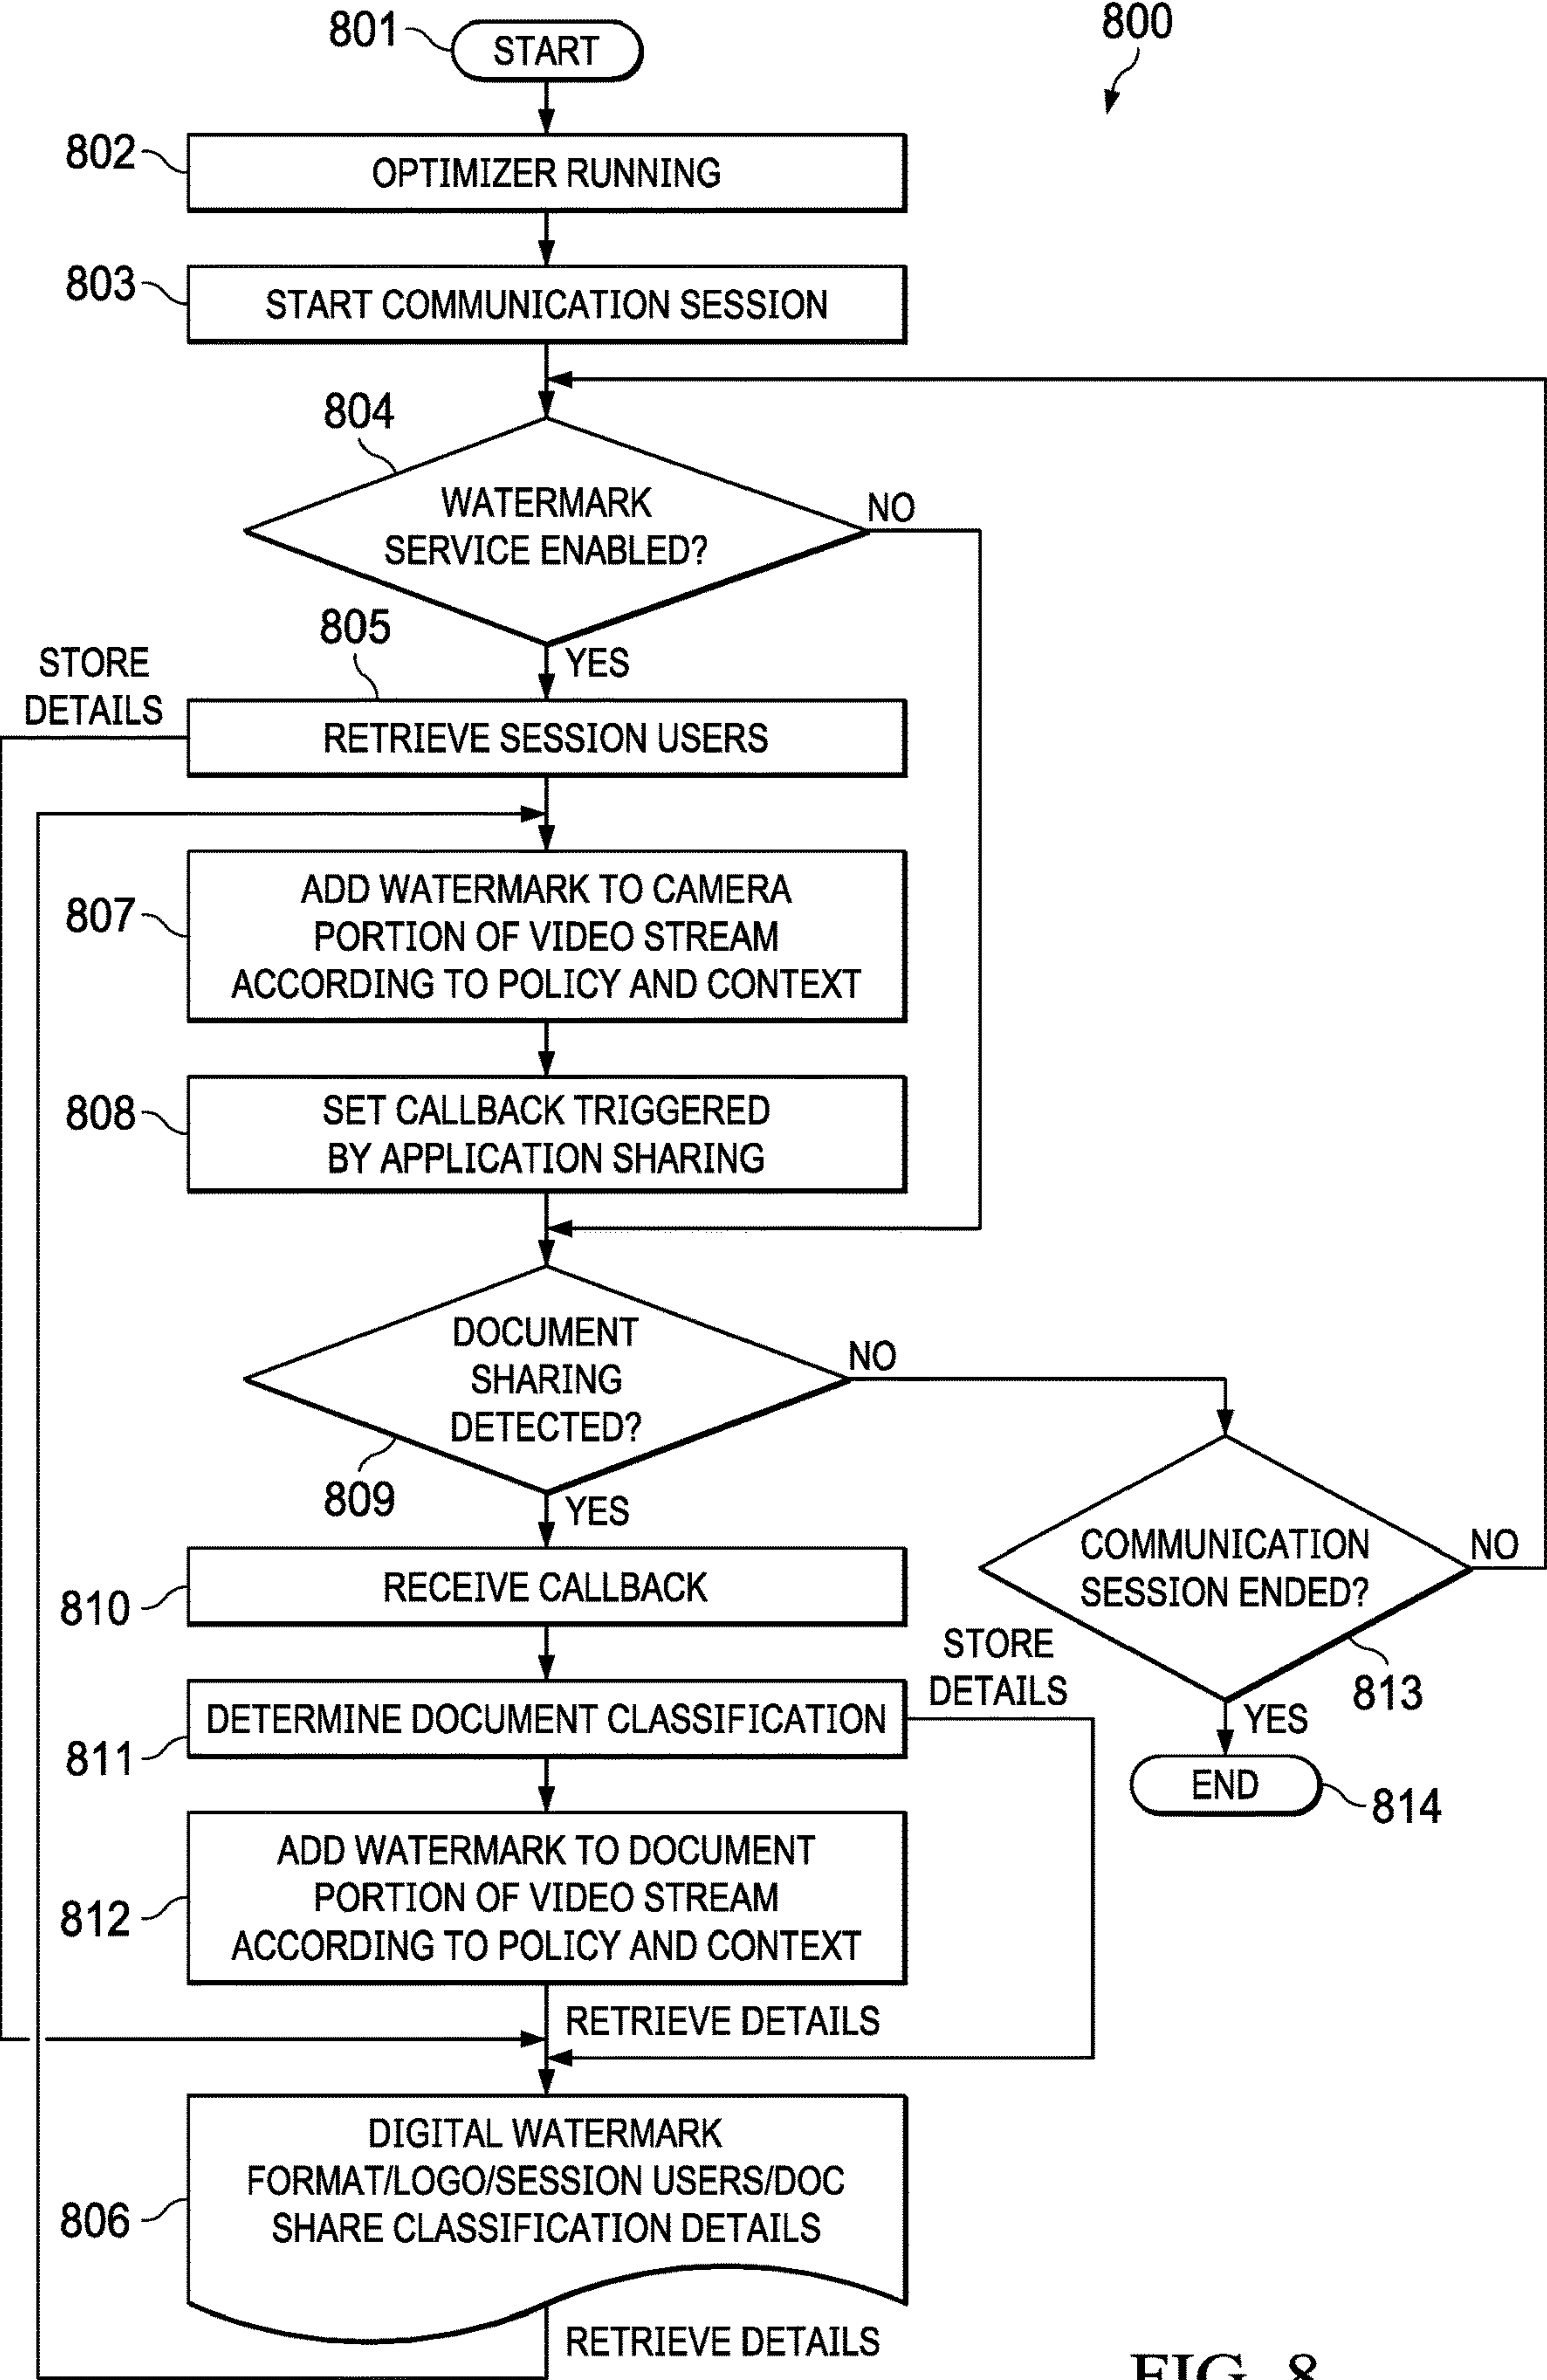 801
START
800
802
OPTIMIZER RUNNING
803
START COMMUNICATION SESSION
804
WATERMARK
SERVICE ENABLED?
NO
805
YES
STORE
DETAILS
RETRIEVE SESSION USERS
807
ADD WATERMARK TO CAMERA
PORTION OF VIDEO STREAM
ACCORDING TO POLICY AND CONTEXT
808
SET CALLBACK TRIGGERED
BY APPLICATION SHARING
DOCUMENT
SHARING
DETECTED?
NO
809
YES
COMMUNICATION
SESSION ENDED?
NO
813
YES
END
814
810
RECEIVE CALLBACK
STORE
DETAILS
811
DETERMINE DOCUMENT CLASSIFICATION
812
ADD WATERMARK TO DOCUMENT
PORTION OF VIDEO STREAM
ACCORDING TO POLICY AND CONTEXT
RETRIEVE DETAILS
806
DIGITAL WATERMARK
FORMAT/LOGO/SESSION USERS/DOC
SHARE CLASSIFICATION DETAILS
RETRIEVE DETAILS
FIG. 8